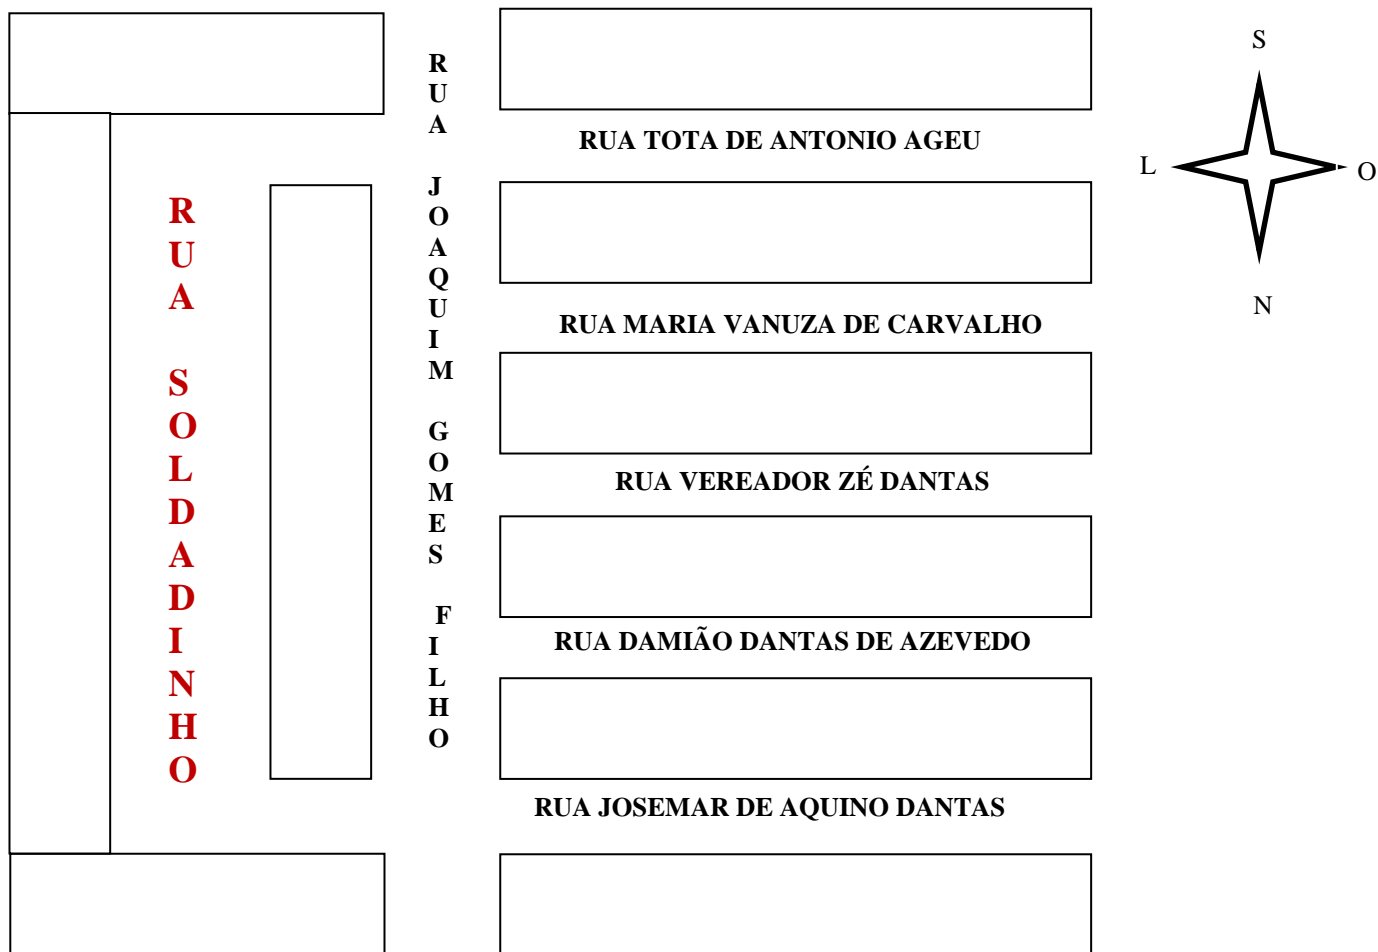 RUA SOLDADINHO
RUA JOAQUIM GOMES FILHO
RUA TOTA DE ANTONIO AGEU
RUA MARIA VANUZA DE CARVALHO
RUA VEREADOR ZÉ DANTAS
RUA DAMIÃO DANTAS DE AZEVEDO
RUA JOSEMAR DE AQUINO DANTAS
S
L
O
N